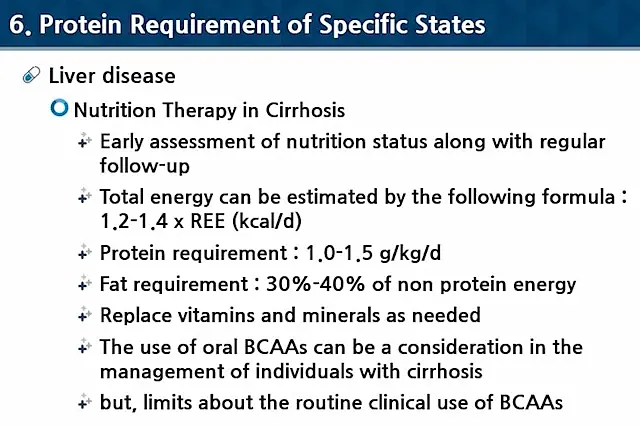 6. Protein Requirement of Specific States
Liver disease
Nutrition Therapy in Cirrhosis
Early assessment of nutrition status along with regular
follow-up
Total energy can be estimated by the following formula :
1.2-1.4 x REE (kcal/d)
Protein requirement : 1.0-1.5 g/kg/d
Fat requirement : 30%-40% of non protein energy
Replace vitamins and minerals as needed
The use of oral BCAAs can be a consideration in the
management of individuals with cirrhosis
but, limits about the routine clinical use of BCAAs